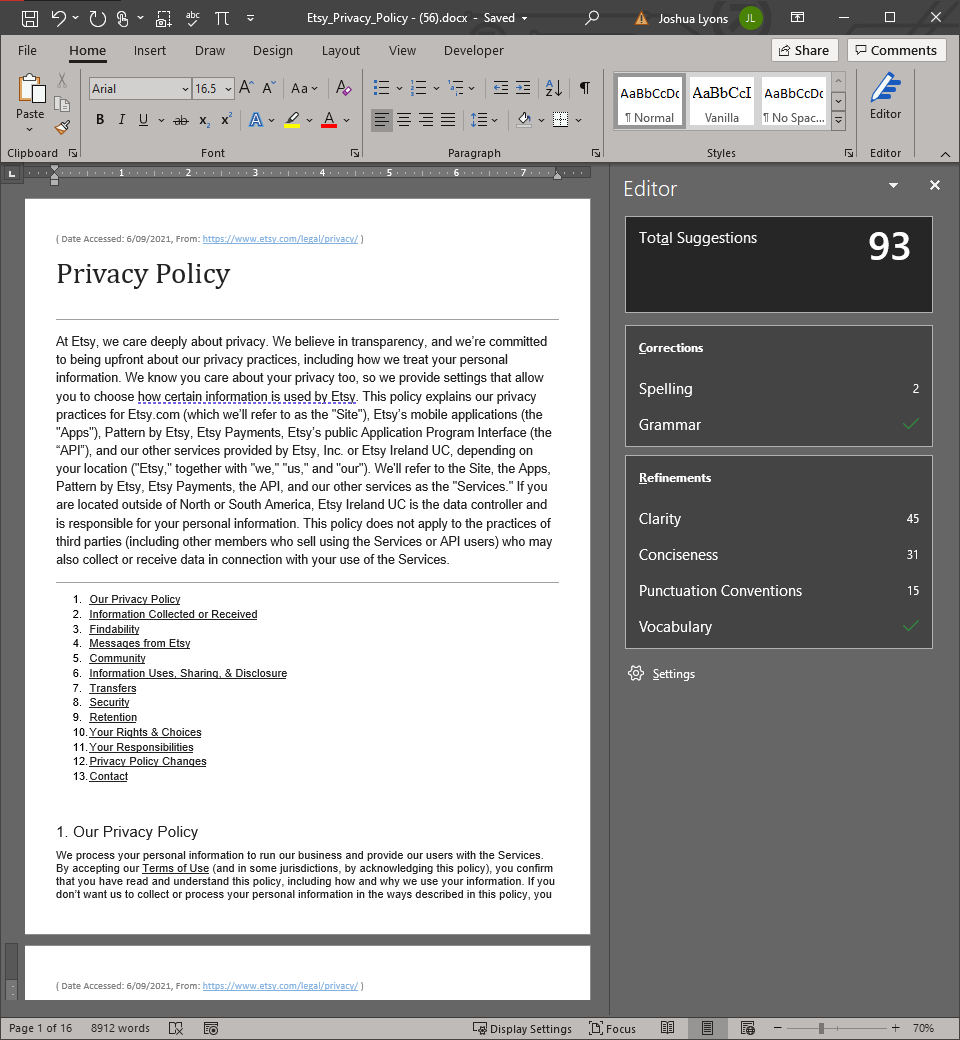 abc
Etsy_Privacy_Policy - (56).docx - Saved
Joshua Lyons JL
File Home Insert Draw Design Layout View Developer Share Comments
Arial 16.5 Aa
Paste
B I U ab x2 x2 A A
AaBbCcDc AaBbCcI AaBbCcDc
¶ Normal Vanilla ¶ No Spac...
Editor
Clipboard Font Paragraph Styles Editor
1 2 3 4 5 6 7
( Date Accessed: 6/09/2021, From: https://www.etsy.com/legal/privacy/ )
Privacy Policy
At Etsy, we care deeply about privacy. We believe in transparency, and we're committed
to being upfront about our privacy practices, including how we treat your personal
information. We know you care about your privacy too, so we provide settings that allow
you to choose how certain information is used by Etsy. This policy explains our privacy
practices for Etsy.com (which we'll refer to as the "Site"), Etsy's mobile applications (the
"Apps"), Pattern by Etsy, Etsy Payments, Etsy's public Application Program Interface (the
“API”), and our other services provided by Etsy, Inc. or Etsy Ireland UC, depending on
your location ("Etsy," together with "we," "us," and "our"). We'll refer to the Site, the Apps,
Pattern by Etsy, Etsy Payments, the API, and our other services as the "Services." If you
are located outside of North or South America, Etsy Ireland UC is the data controller and
is responsible for your personal information. This policy does not apply to the practices of
third parties (including other members who sell using the Services or API users) who may
also collect or receive data in connection with your use of the Services.
1. Our Privacy Policy
2. Information Collected or Received
3. Findability
4. Messages from Etsy
5. Community
6. Information Uses, Sharing, & Disclosure
7. Transfers
8. Security
9. Retention
10. Your Rights & Choices
11. Your Responsibilities
12. Privacy Policy Changes
13. Contact
1. Our Privacy Policy
We process your personal information to run our business and provide our users with the Services.
By accepting our Terms of Use (and in some jurisdictions, by acknowledging this policy), you confirm
that you have read and understand this policy, including how and why we use your information. If you
don't want us to collect or process your personal information in the ways described in this policy, you
( Date Accessed: 6/09/2021, From: https://www.etsy.com/legal/privacy/ )
Editor
Total Suggestions 93
Corrections
Spelling 2
Grammar
Refinements
Clarity 45
Conciseness 31
Punctuation Conventions 15
Vocabulary
Settings
Page 1 of 16 8912 words Display Settings Focus 70%